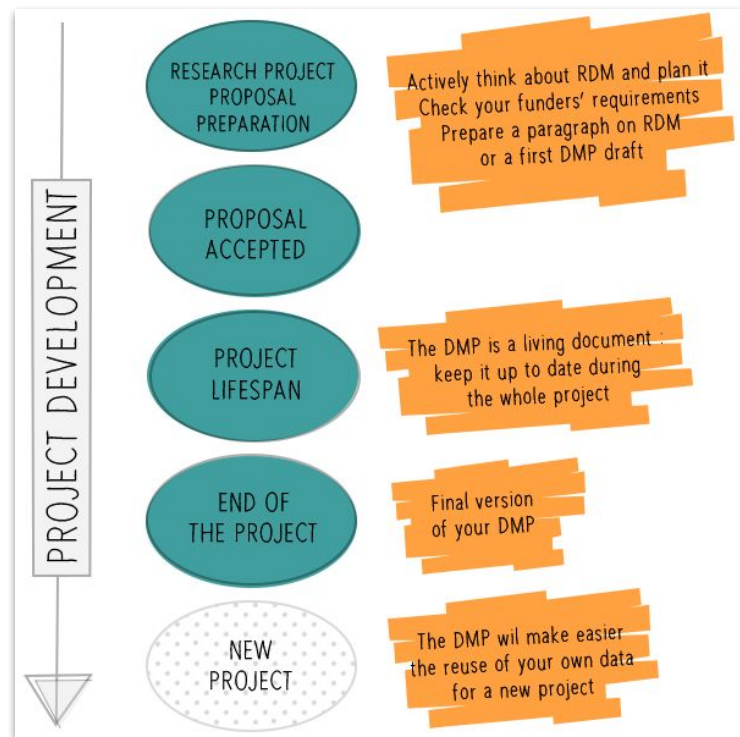 PROJECT DEVELOPMENT
RESEARCH PROJECT
PROPOSAL
PREPARATION
Actively think about RDM and plan it
Check your funders' requirements
Prepare a paragraph on RDM
or a first DMP draft
PROPOSAL
ACCEPTED
PROJECT
LIFESPAN
The DMP is a living document :
keep it up to date during
the whole project
END OF
THE PROJECT
Final version
of your DMP
NEW
PROJECT
The DMP wil make easier
the reuse of your own data
for a new project